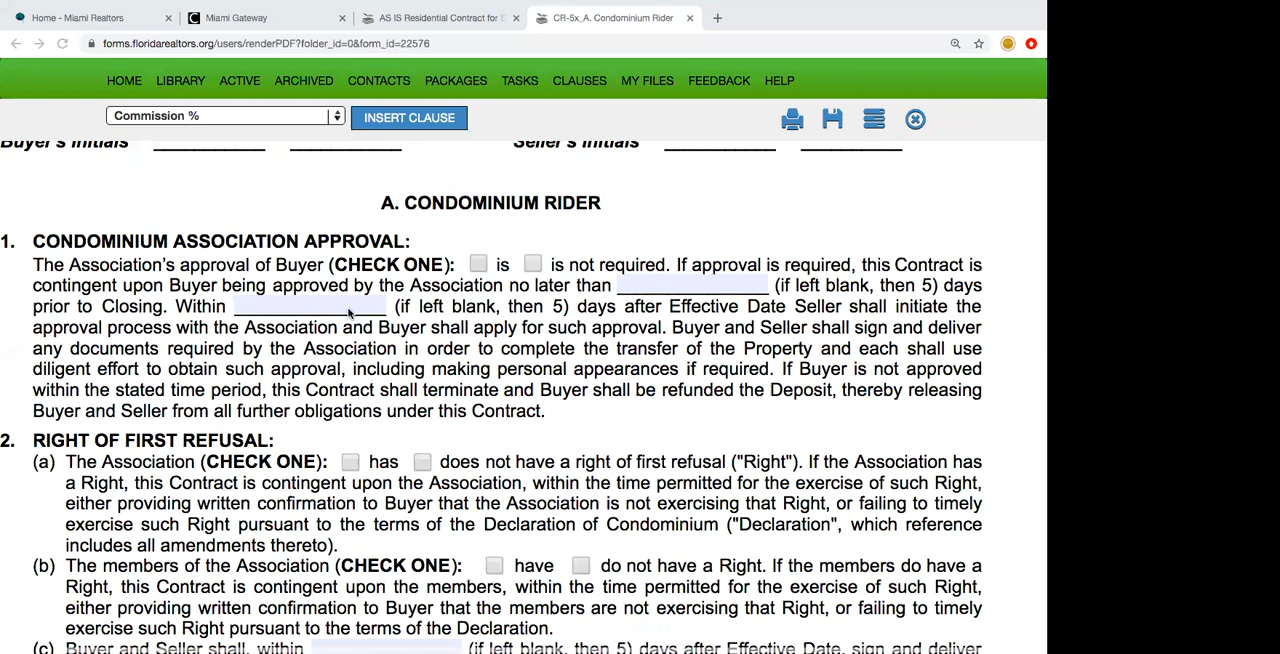 Home - Miami Realtors
Miami Gateway
AS IS Residential Contract for S
CR-5x_A. Condominium Rider
forms.floridarealtors.org/users/renderPDF?folder_id=0&form_id=22576
HOME LIBRARY ACTIVE ARCHIVED CONTACTS PACKAGES TASKS CLAUSES MY FILES FEEDBACK HELP
Commission % INSERT CLAUSE
Buyer's Initials Seller's Initials
A. CONDOMINIUM RIDER
1. CONDOMINIUM ASSOCIATION APPROVAL:
The Association's approval of Buyer (CHECK ONE): is is not required. If approval is required, this Contract is
contingent upon Buyer being approved by the Association no later than (if left blank, then 5) days
prior to Closing. Within (if left blank, then 5) days after Effective Date Seller shall initiate the
approval process with the Association and Buyer shall apply for such approval. Buyer and Seller shall sign and deliver
any documents required by the Association in order to complete the transfer of the Property and each shall use
diligent effort to obtain such approval, including making personal appearances if required. If Buyer is not approved
within the stated time period, this Contract shall terminate and Buyer shall be refunded the Deposit, thereby releasing
Buyer and Seller from all further obligations under this Contract.
2. RIGHT OF FIRST REFUSAL:
(a) The Association (CHECK ONE): has does not have a right of first refusal ("Right"). If the Association has
a Right, this Contract is contingent upon the Association, within the time permitted for the exercise of such Right,
either providing written confirmation to Buyer that the Association is not exercising that Right, or failing to timely
exercise such Right pursuant to the terms of the Declaration of Condominium ("Declaration", which reference
includes all amendments thereto).
(b) The members of the Association (CHECK ONE): have do not have a Right. If the members do have a
Right, this Contract is contingent upon the members, within the time permitted for the exercise of such Right,
either providing written confirmation to Buyer that the members are not exercising that Right, or failing to timely
exercise such Right pursuant to the terms of the Declaration.
(c) Buyer and Seller shall, within (if left blank, then 5) days after Effective Date, sign and deliver